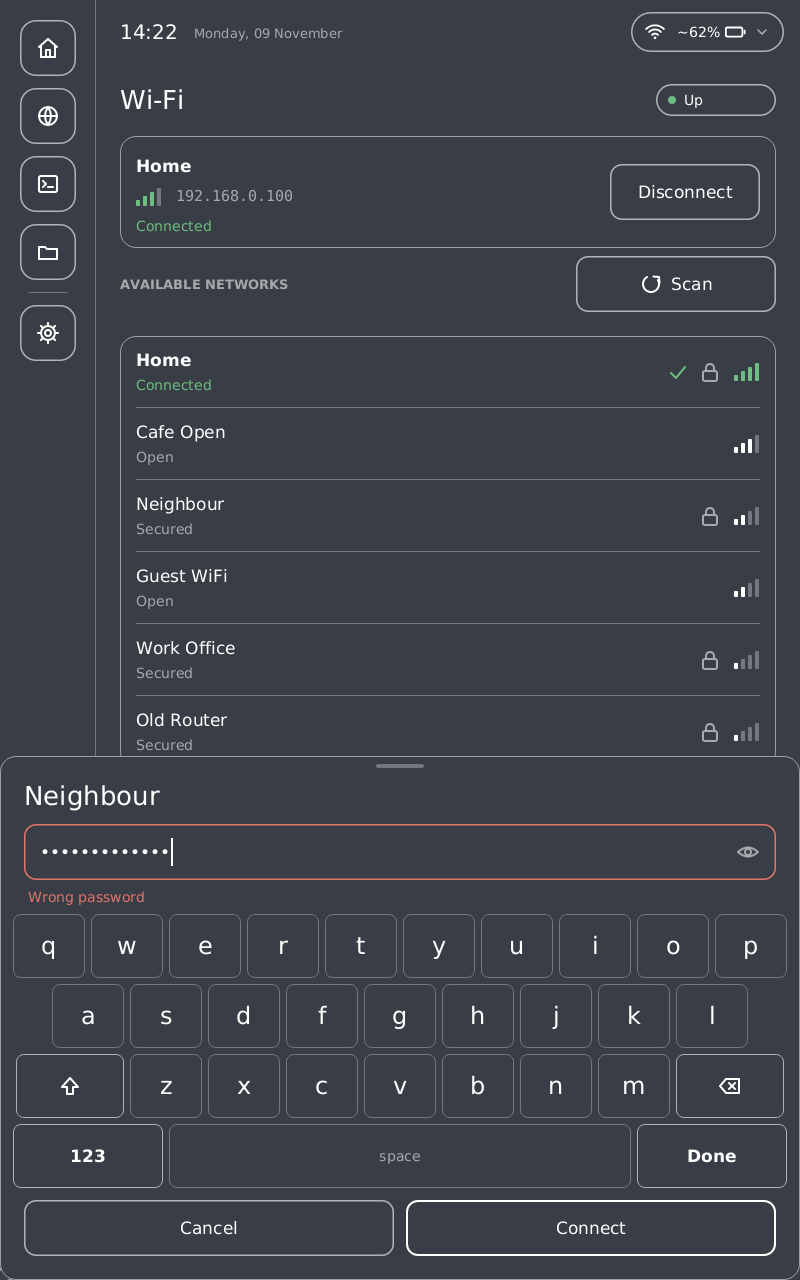 14:22 Monday, 09 November ~62%
Wi-Fi Up
Home
192.168.0.100
Disconnect
Connected
AVAILABLE NETWORKS Scan
Home
Connected
Cafe Open
Open
Neighbour
Secured
Guest WiFi
Open
Work Office
Secured
Old Router
Secured
Neighbour
•••••••••••••
Wrong password
q w e r t y u i o p
a s d f g h j k l
z x c v b n m
123 space Done
Cancel Connect